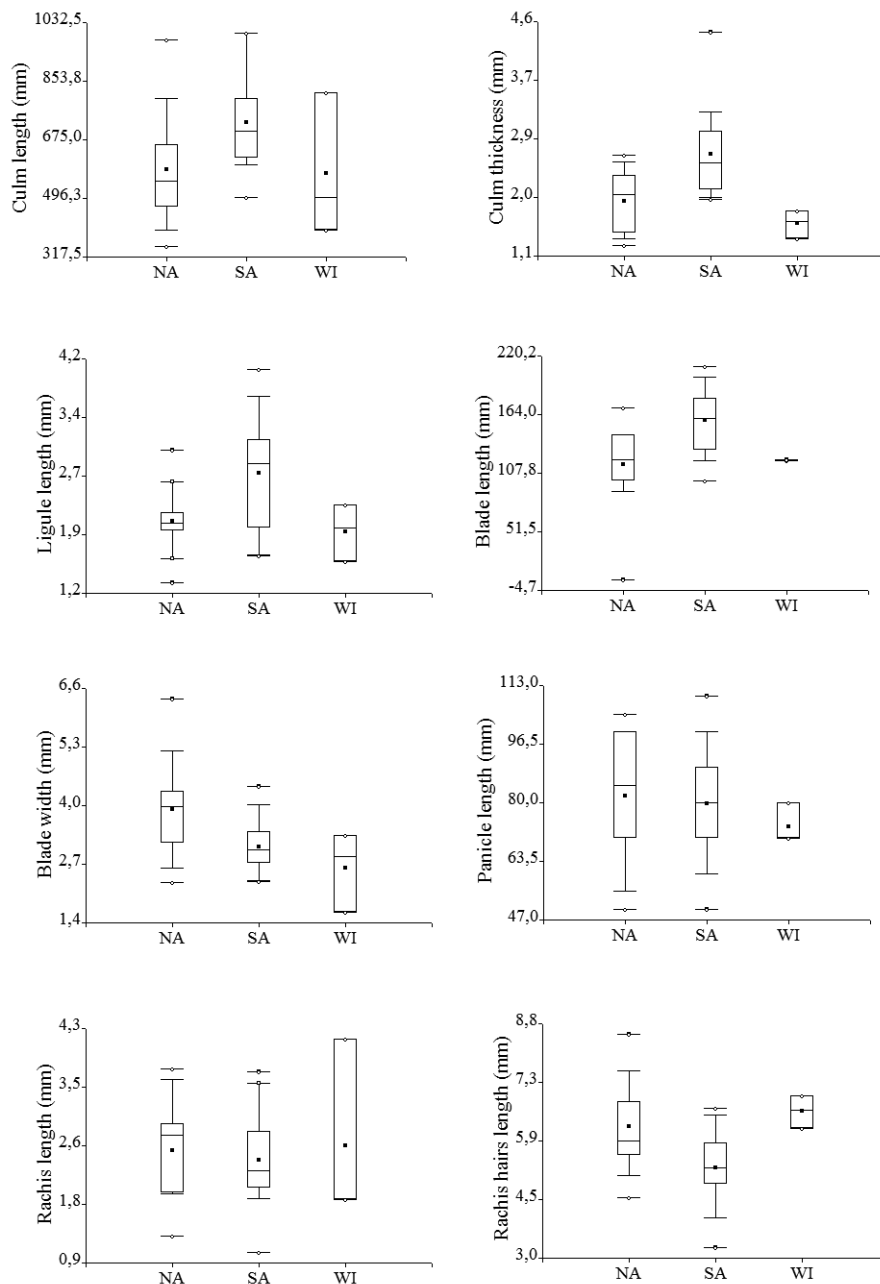 Culm length (mm)
1032,5
853,8
675,0
496,3
317,5
NA SA WI
Culm thickness (mm)
4,6
3,7
2,9
2,0
1,1
NA SA WI
Ligule length (mm)
4,2
3,4
2,7
1,9
1,2
NA SA WI
Blade length (mm)
220,2
164,0
107,8
51,5
-4,7
NA SA WI
Blade width (mm)
6,6
5,3
4,0
2,7
1,4
NA SA WI
Panicle length (mm)
113,0
96,5
80,0
63,5
47,0
NA SA WI
Rachis length (mm)
4,3
3,5
2,6
1,8
0,9
NA SA WI
Rachis hairs length (mm)
8,8
7,3
5,9
4,5
3,0
NA SA WI